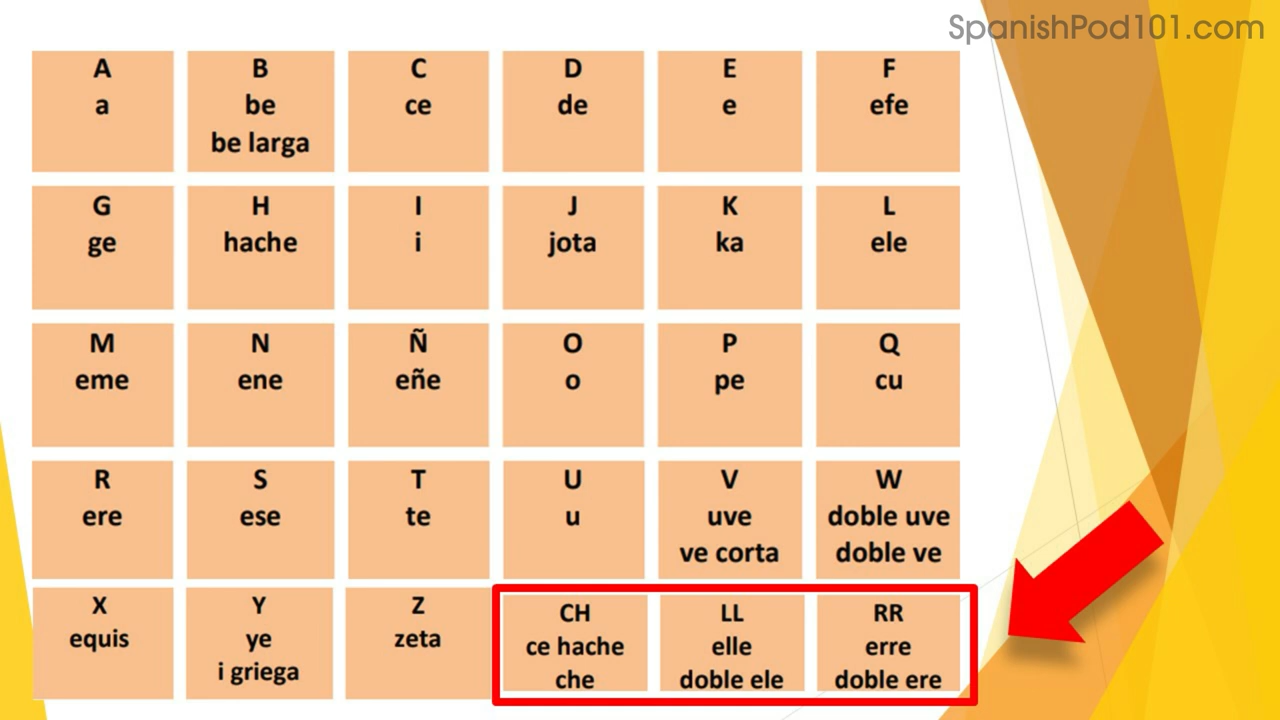 SpanishPod101.com
A
a
B
be
be larga
C
ce
D
de
E
e
F
efe
G
ge
H
hache
I
i
J
jota
K
ka
L
ele
M
eme
N
ene
Ñ
eñe
O
o
P
pe
Q
cu
R
ere
S
ese
T
te
U
u
V
uve
ve corta
W
doble uve
doble ve
X
equis
Y
ye
i griega
Z
zeta
CH
ce hache
che
LL
elle
doble ele
RR
erre
doble ere